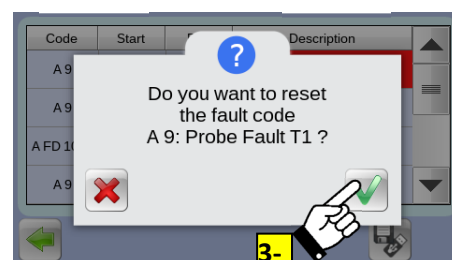 Code Start Description
A 9
Do you want to reset
the fault code
A 9: Probe Fault T1 ?
A 9
A FD 10
A 9
3-